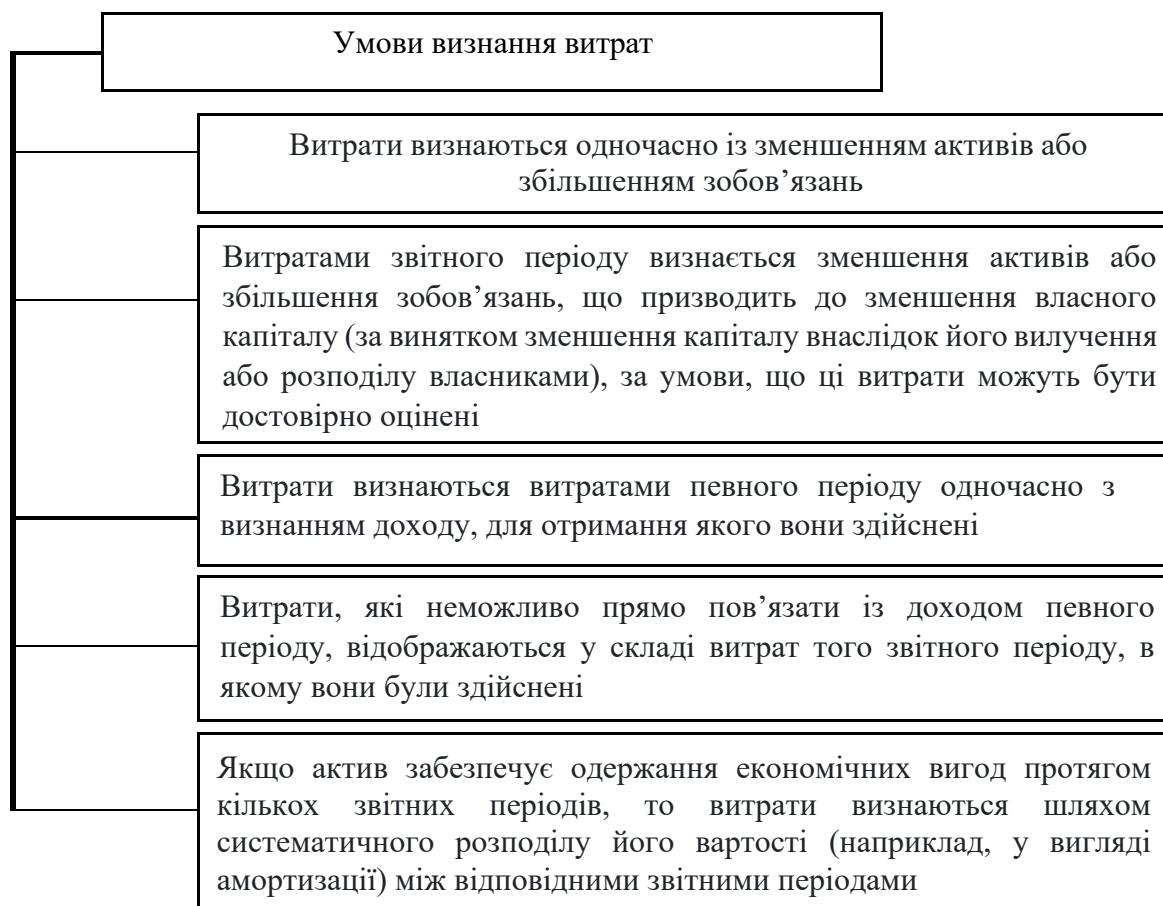 Умови визнання витрат
Витрати визнаються одночасно із зменшенням активів або
збільшенням зобов’язань
Витратами звітного періоду визнається зменшення активів або
збільшення зобов’язань, що призводить до зменшення власного
капіталу (за винятком зменшення капіталу внаслідок його вилучення
або розподілу власниками), за умови, що ці витрати можуть бути
достовірно оцінені
Витрати визнаються витратами певного періоду одночасно з
визнанням доходу, для отримання якого вони здійснені
Витрати, які неможливо прямо пов’язати із доходом певного
періоду, відображаються у складі витрат того звітного періоду, в
якому вони були здійснені
Якщо актив забезпечує одержання економічних вигод протягом
кількох звітних періодів, то витрати визнаються шляхом
систематичного розподілу його вартості (наприклад, у вигляді
амортизації) між відповідними звітними періодами